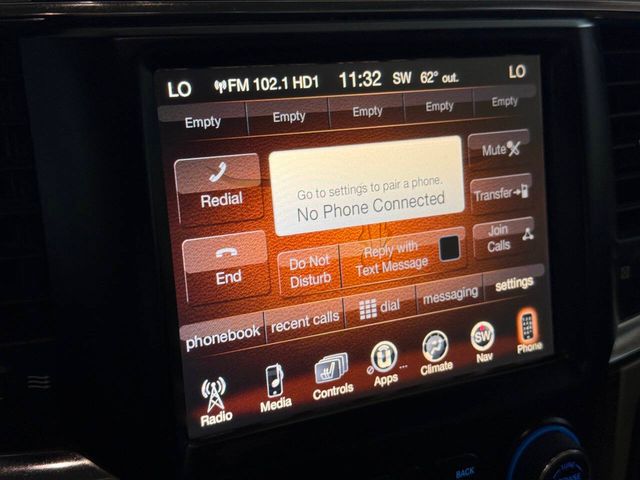 LO FM 102.1 HD1 11:32 SW 62° out. LO
Empty Empty Empty Empty Empty
Redial
Go to settings to pair a phone.
No Phone Connected
Mute
Transfer
End
Do Not
Disturb
Reply with
Text Message
Join
Calls
phonebook recent calls dial messaging settings
Radio Media Controls Apps Climate Nav Phone
SW
BACK
TUNE